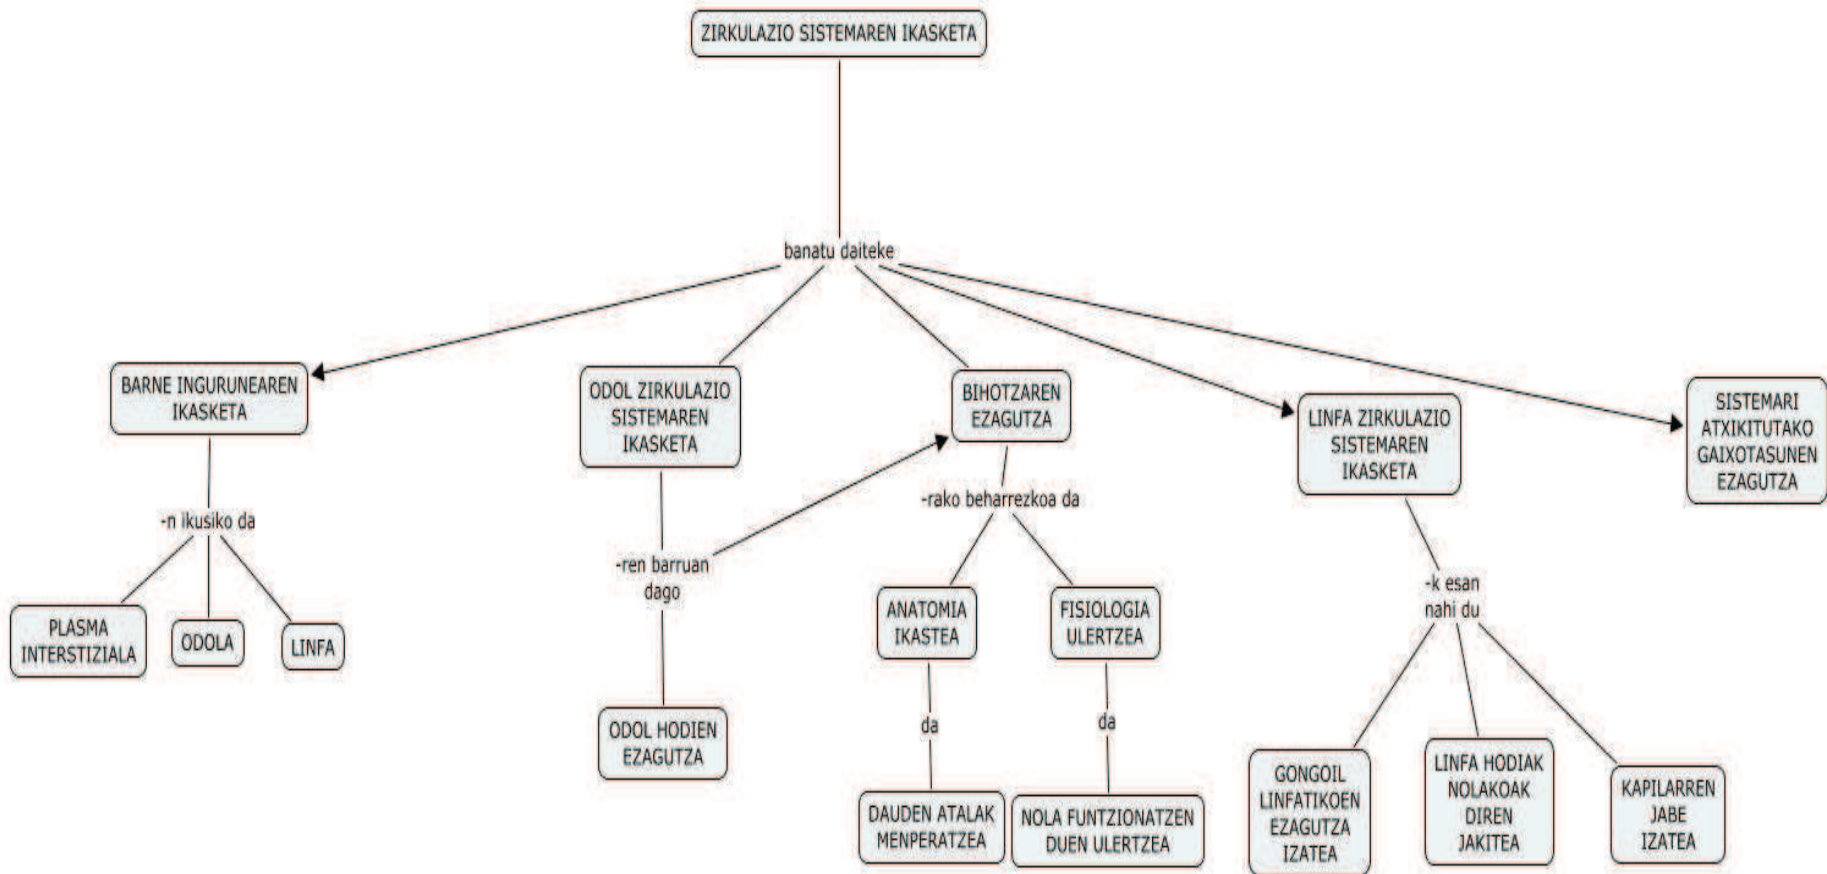 ZIRKULAZIO SISTEMAREN IKASKETA
banatu daiteke
BARNE INGURUNEAREN
IKASKETA
ODOL ZIRKULAZIO
SISTEMAREN
IKASKETA
BIHOTZAREN
EZAGUTZA
LINFA ZIRKULAZIO
SISTEMAREN
IKASKETA
SISTEMARI
ATXIKITUTAKO
GAIXOTASUNEN
EZAGUTZA
-n ikusiko da
PLASMA
INTERSTIZIALA
ODOLA
LINFA
-ren barruan
dago
ODOL HODIEN
EZAGUTZA
-rako beharrezkoa da
ANATOMIA
IKASTEA
FISIOLOGIA
ULERTZEA
da
da
DAUDEN ATALAK
MENPERATZEA
NOLA FUNTZIONATZEN
DUEN ULERTZEA
-k esan
nahi du
GONGOIL
LINFATIKOEN
EZAGUTZA
IZATEA
LINFA HODIAK
NOLAKOAK
DIREN
JAKITEA
KAPILARREN
JABE
IZATEA